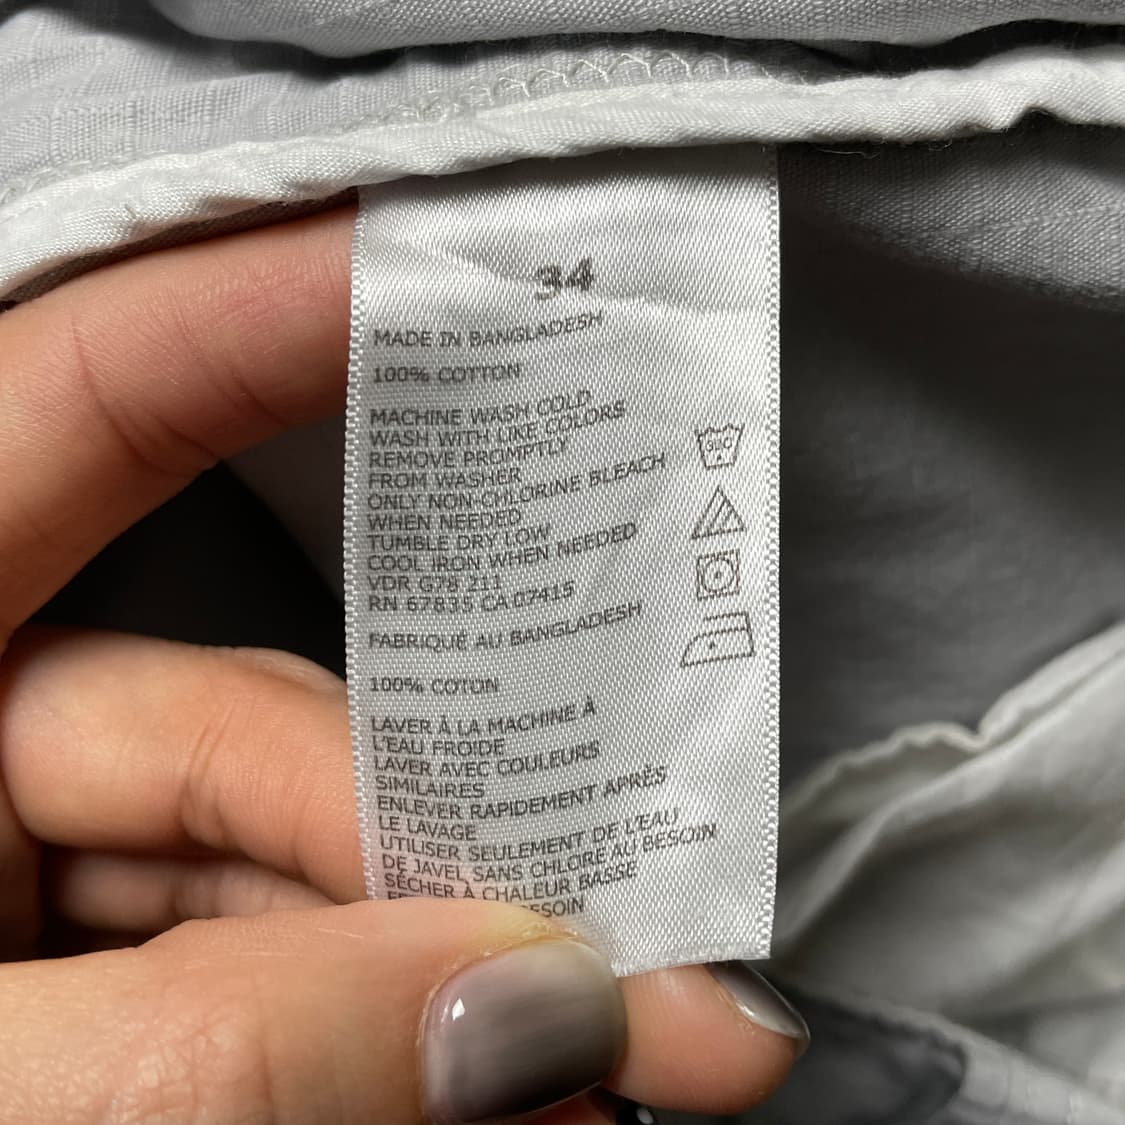 34
MADE IN BANGLADESH
100% COTTON
MACHINE WASH COLD
WASH WITH LIKE COLORS
REMOVE PROMPTLY
FROM WASHER
ONLY NON-CHLORINE BLEACH
WHEN NEEDED
TUMBLE DRY LOW
COOL IRON WHEN NEEDED
VDR G78 211
RN 67835 CA 07415
FABRIQUÉ AU BANGLADESH
100% COTON
LAVER À LA MACHINE À
L'EAU FROIDE
LAVER AVEC COULEURS
SIMILAIRES
ENLEVER RAPIDEMENT APRÈS
LE LAVAGE
UTILISER SEULEMENT DE L'EAU
DE JAVEL SANS CHLORE AU BESOIN
SÉCHER À CHALEUR BASSE